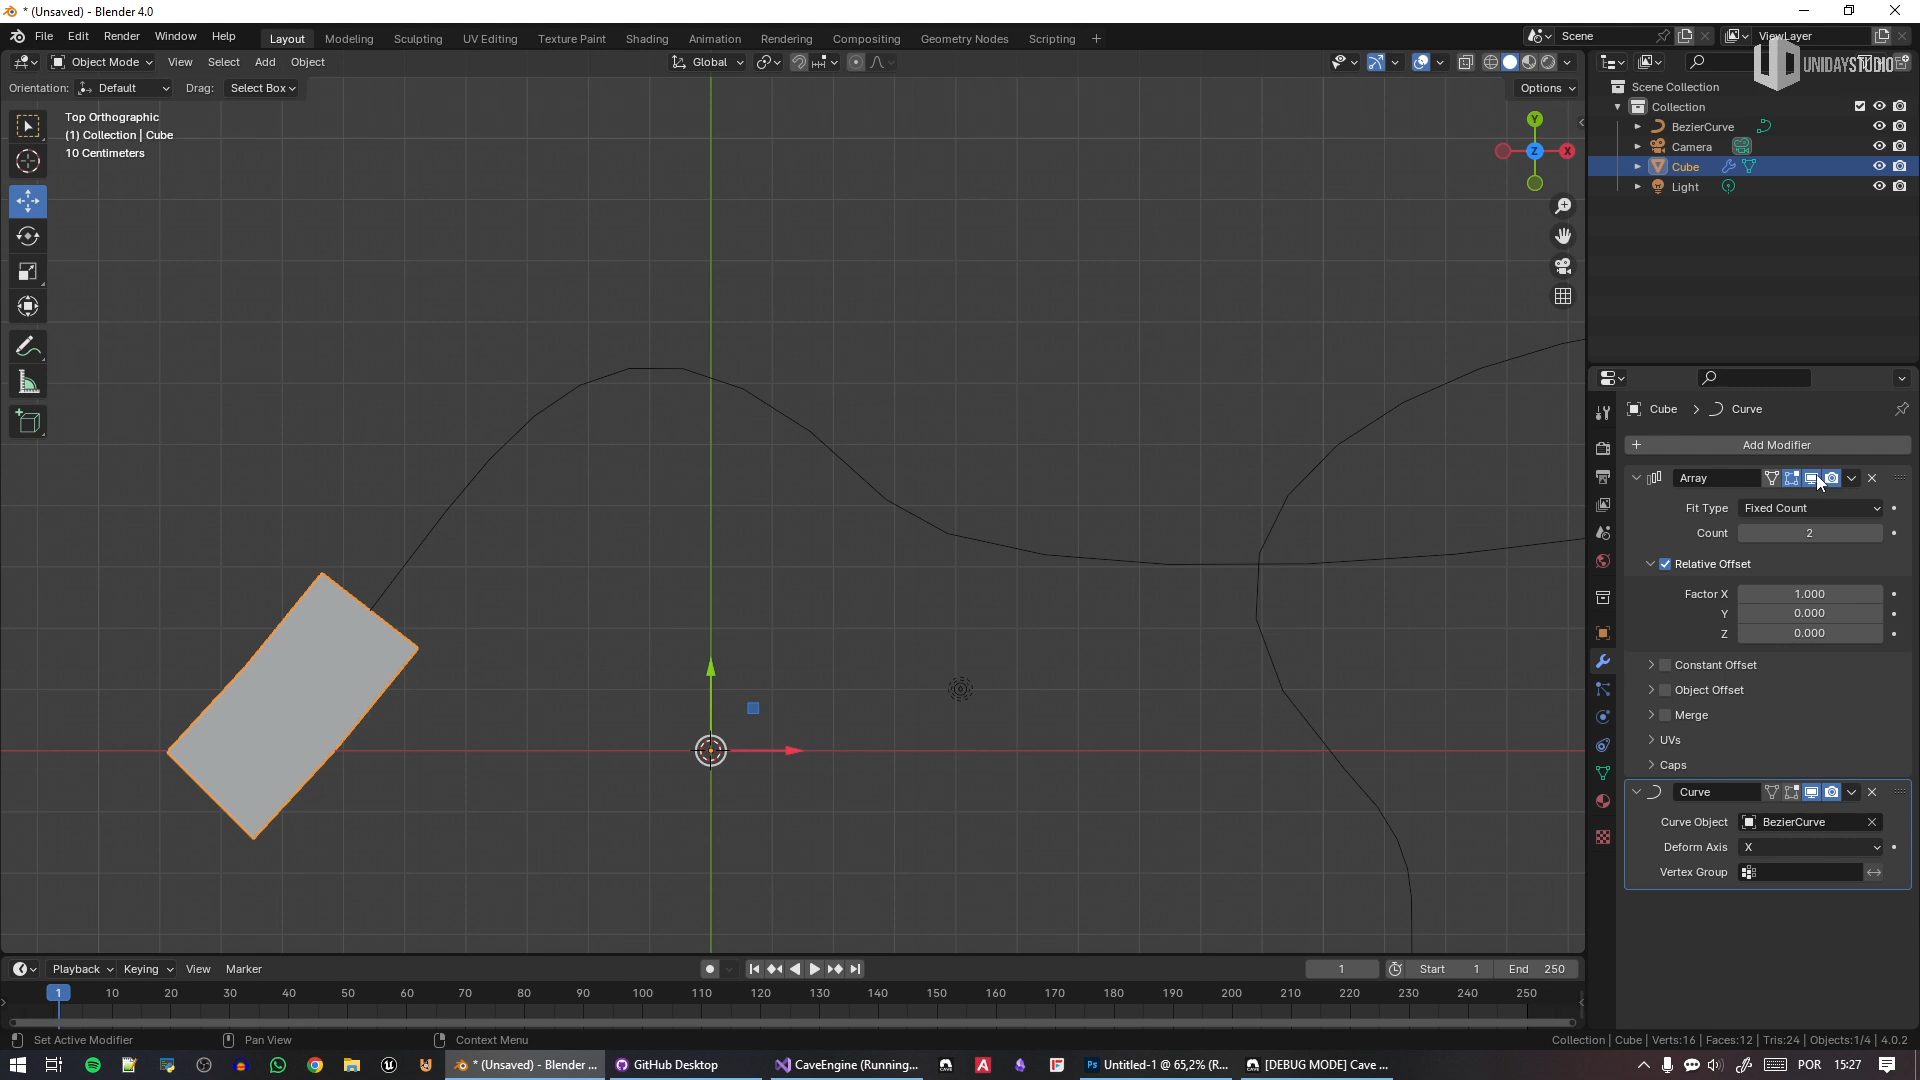 * (Unsaved) - Blender 4.0
File Edit Render Window Help
Layout Modeling Sculpting UV Editing Texture Paint Shading Animation Rendering Compositing Geometry Nodes Scripting +
Scene
ViewLayer
Object Mode View Select Add Object
Global
UNIDAYSTUDIO
Orientation: Default Drag: Select Box
Options
Scene Collection
Collection
BezierCurve
Camera
Cube
Light
Top Orthographic
(1) Collection | Cube
10 Centimeters
Y
Z
X
Cube > Curve
+ Add Modifier
Array
Fit Type Fixed Count
Count 2
Relative Offset
Factor X 1.000
Y 0.000
Z 0.000
Constant Offset
Object Offset
Merge
UVs
Caps
Curve
Curve Object BezierCurve
Deform Axis X
Vertex Group
Playback Keying View Marker
1
Start 1 End 250
1 10 20 30 40 50 60 70 80 90 100 110 120 130 140 150 160 170 180 190 200 210 220 230 240 250
Set Active Modifier Pan View Context Menu
Collection | Cube | Verts:16 | Faces:12 | Tris:24 | Objects:1/4 | 4.0.2
* (Unsaved) - Blender ...
GitHub Desktop
CaveEngine (Running...
Untitled-1 @ 65,2% (R...
[DEBUG MODE] Cave ...
POR 15:27